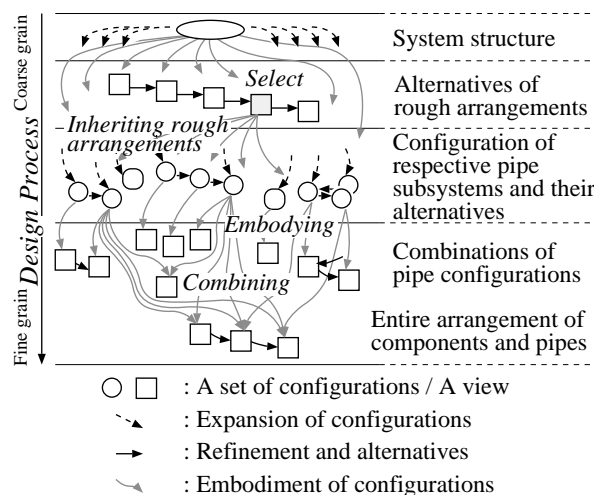 Coarse grain
Design Process
Fine grain
System structure
Select
Alternatives of
rough arrangements
Inheriting rough
arrangements
Configuration of
respective pipe
subsystems and their
alternatives
Embodying
Combining
Combinations of
pipe configurations
Entire arrangement of
components and pipes
: A set of configurations / A view
: Expansion of configurations
: Refinement and alternatives
: Embodiment of configurations